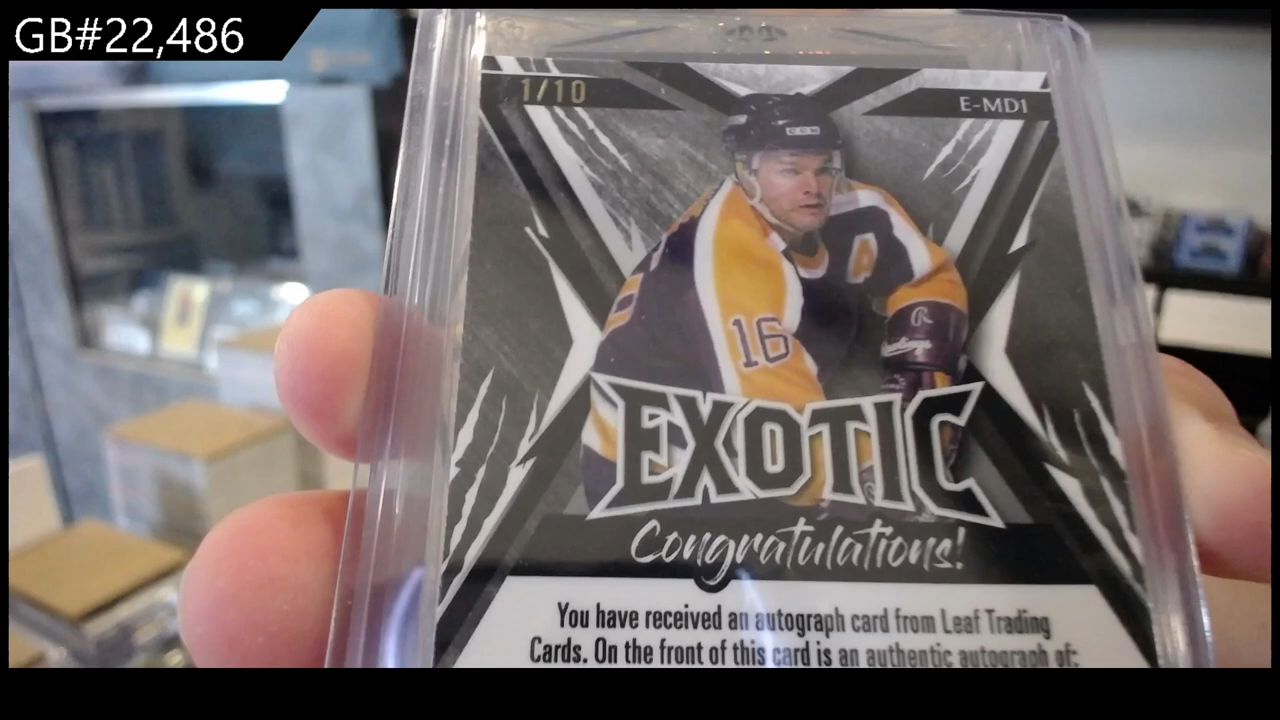 GB#22,486
1/10
E-MD1
CCM
A
16
R
EXOTIC
Congratulations!
You have received an autograph card from Leaf Trading
Cards. On the front of this card is an authentic autograph of: